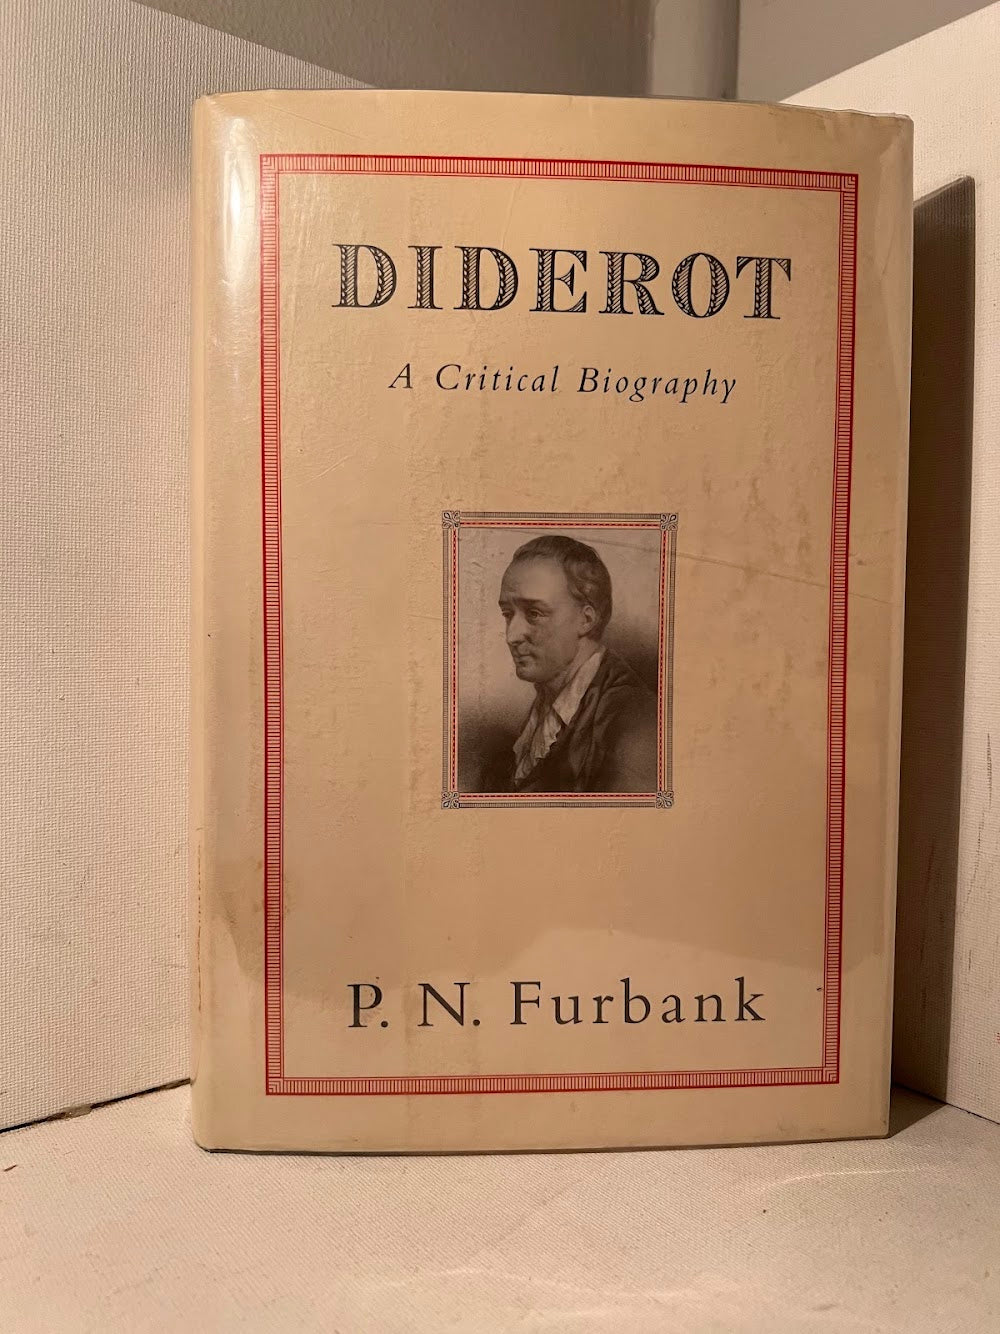 DIDEROT
A Critical Biography
P. N. Furbank